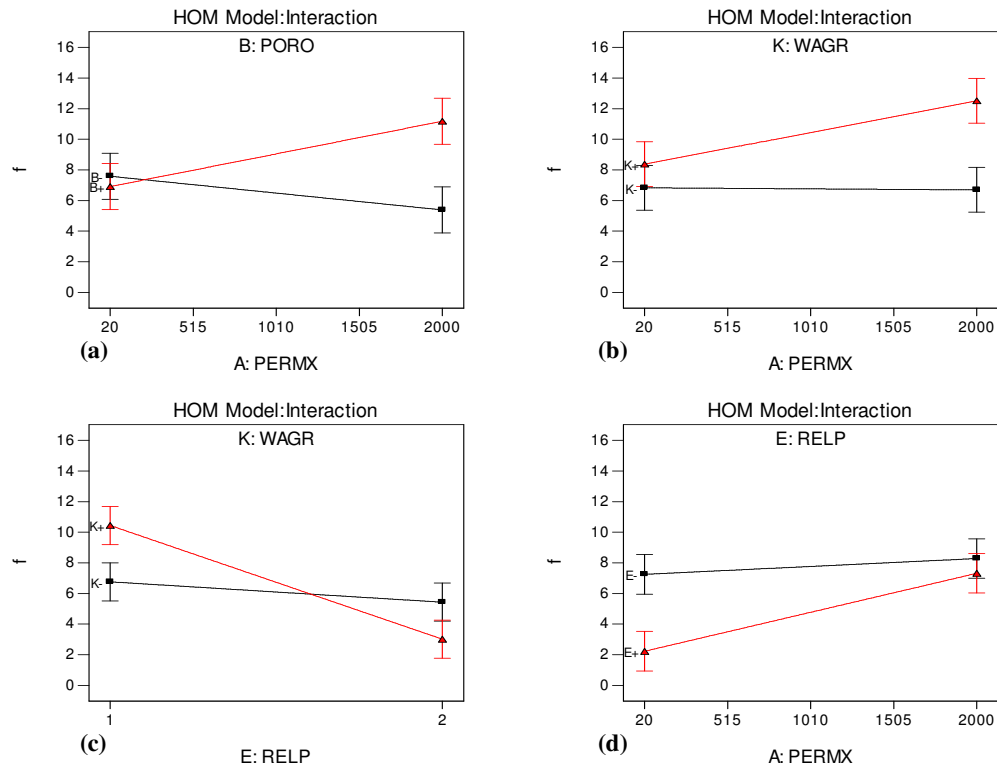 HOM Model:Interaction
B: PORO
16
14
12
10
8
6
4
2
0
f
B-
B+
20 515 1010 1505 2000
(a)
A: PERMX
HOM Model:Interaction
K: WAGR
16
14
12
10
8
6
4
2
0
f
K+
K-
20 515 1010 1505 2000
(b)
A: PERMX
HOM Model:Interaction
K: WAGR
16
14
12
10
8
6
4
2
0
f
K+
K-
1 2
(c)
E: RELP
HOM Model:Interaction
E: RELP
16
14
12
10
8
6
4
2
0
f
E-
E+
20 515 1010 1505 2000
(d)
A: PERMX